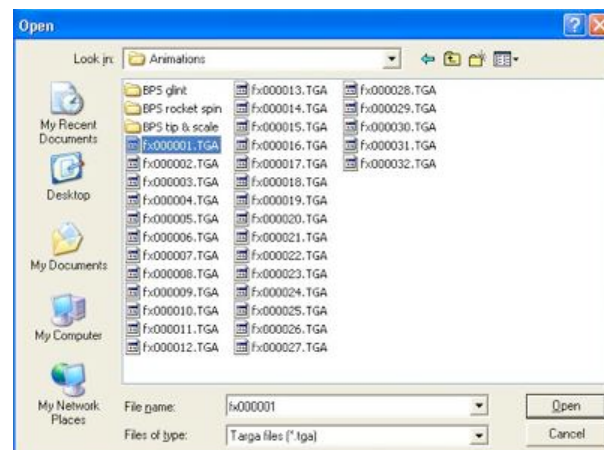 Open
Look in:
Animations
My Recent
Documents
Desktop
My Documents
My Computer
My Network
Places
BPS glint
BPS rocket spin
BPS tip & scale
fx000001.TGA
fx000002.TGA
fx000003.TGA
fx000004.TGA
fx000005.TGA
fx000006.TGA
fx000007.TGA
fx000008.TGA
fx000009.TGA
fx000010.TGA
fx000011.TGA
fx000012.TGA
fx000013.TGA
fx000014.TGA
fx000015.TGA
fx000016.TGA
fx000017.TGA
fx000018.TGA
fx000019.TGA
fx000020.TGA
fx000021.TGA
fx000022.TGA
fx000023.TGA
fx000024.TGA
fx000025.TGA
fx000026.TGA
fx000027.TGA
fx000028.TGA
fx000029.TGA
fx000030.TGA
fx000031.TGA
fx000032.TGA
File name:
fx000001
Open
Files of type:
Targa files (*.tga)
Cancel